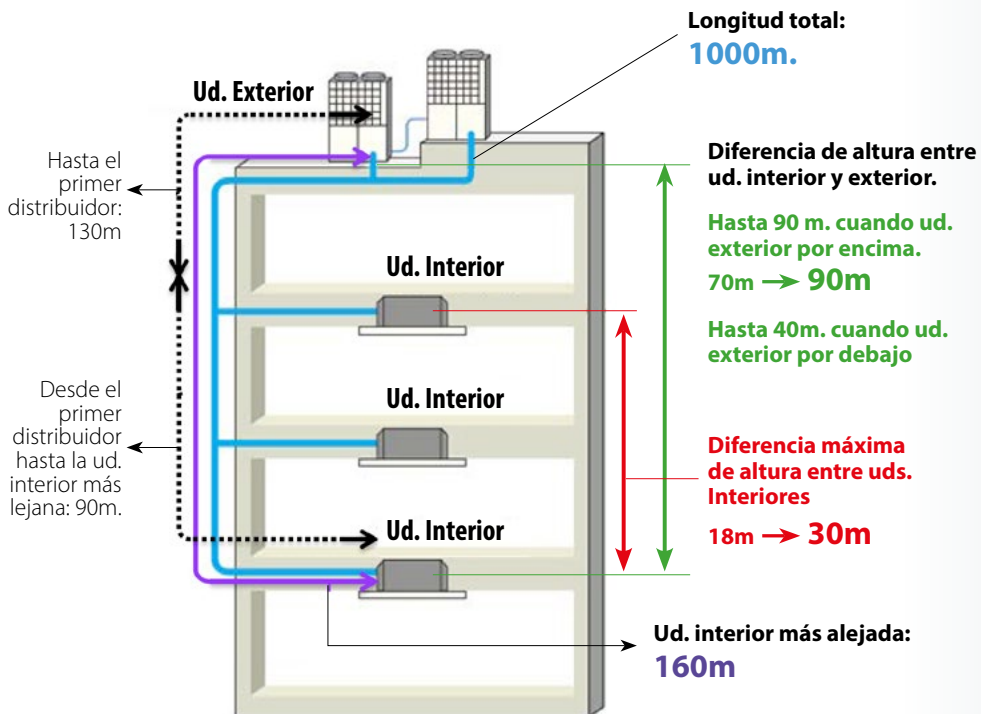 Longitud total:
1000m.
Ud. Exterior
Hasta el
primer
distribuidor:
130m
Diferencia de altura entre
ud. interior y exterior.
Hasta 90 m. cuando ud.
exterior por encima.
70m → 90m
Hasta 40m. cuando ud.
exterior por debajo
Ud. Interior
Ud. Interior
Desde el
primer
distribuidor
hasta la ud.
interior más
lejana: 90m.
Diferencia máxima
de altura entre uds.
Interiores
18m → 30m
Ud. Interior
Ud. interior más alejada:
160m